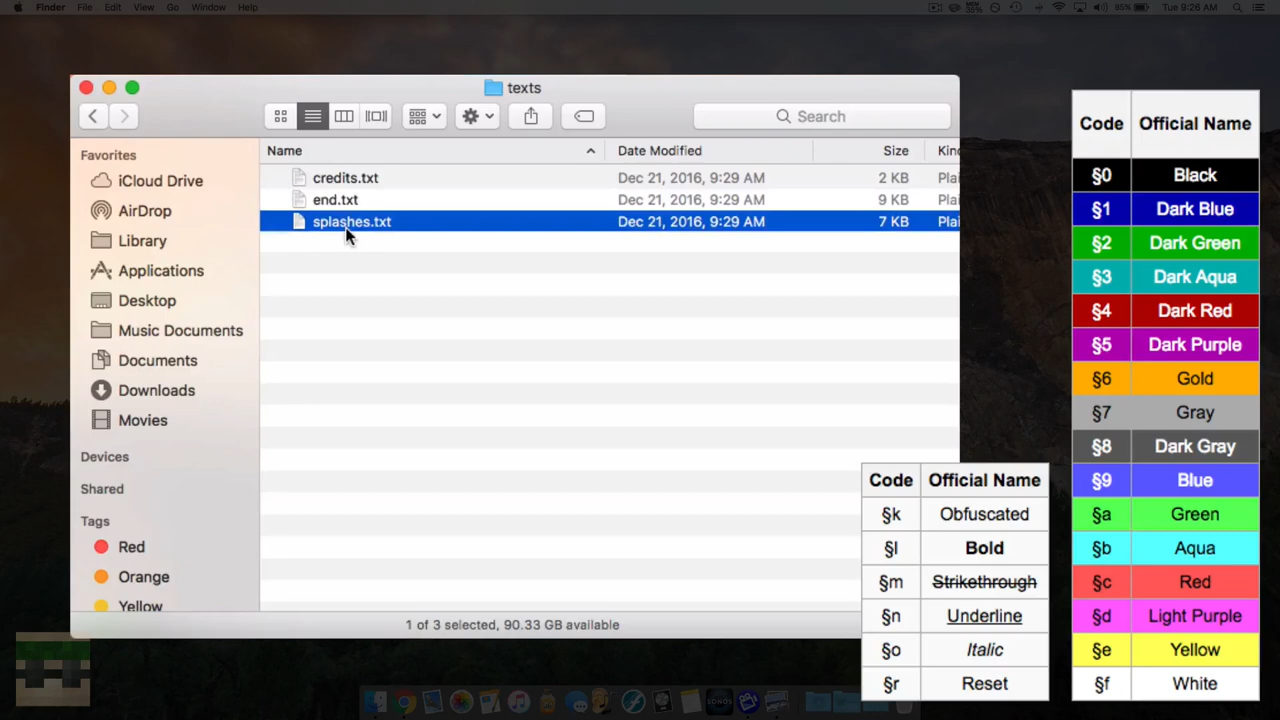 Finder File Edit View Go Window Help
85% Tue 9:26 AM
texts
Search
Name Date Modified Size Kin
credits.txt Dec 21, 2016, 9:29 AM 2 KB Plai
end.txt Dec 21, 2016, 9:29 AM 8 KB Plai
splashes.txt Dec 21, 2016, 9:29 AM 7 KB Plai
Favorites
iCloud Drive
AirDrop
Library
Applications
Desktop
Music Documents
Documents
Downloads
Movies
Devices
Shared
Tags
Red
Orange
Yellow
1 of 3 selected, 90.33 GB available
Code Official Name
§k Obfuscated
§l Bold
§m Strikethrough
§n Underline
§o Italic
§r Reset
Code Official Name
§0 Black
§1 Dark Blue
§2 Dark Green
§3 Dark Aqua
§4 Dark Red
§5 Dark Purple
§6 Gold
§7 Gray
§8 Dark Gray
§9 Blue
§a Green
§b Aqua
§c Red
§d Light Purple
§e Yellow
§f White
SONOS